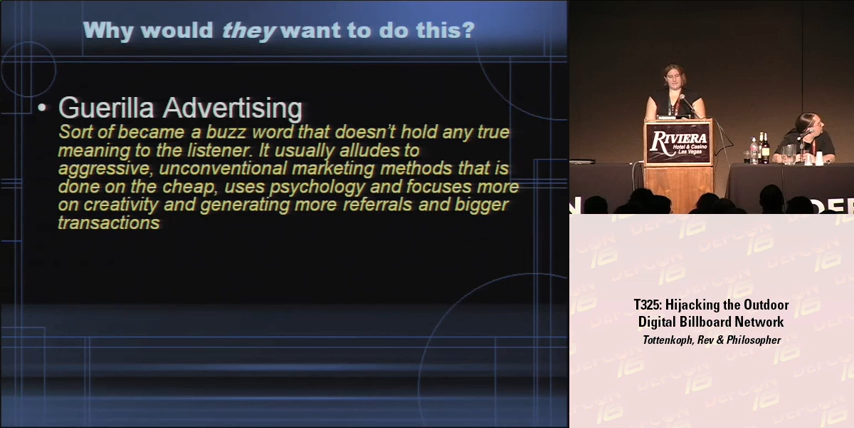 Why would they want to do this?
• Guerilla Advertising
Sort of became a buzz word that doesn't hold any true
meaning to the listener. It usually alludes to
aggressive, unconventional marketing methods that is
done on the cheap, uses psychology and focuses more
on creativity and generating more referrals and bigger
transactions
RIVIERA
Hotel & Casino
Las Vegas
T325: Hijacking the Outdoor
Digital Billboard Network
Tottenkoph, Rev & Philosopher
DEFCON 16